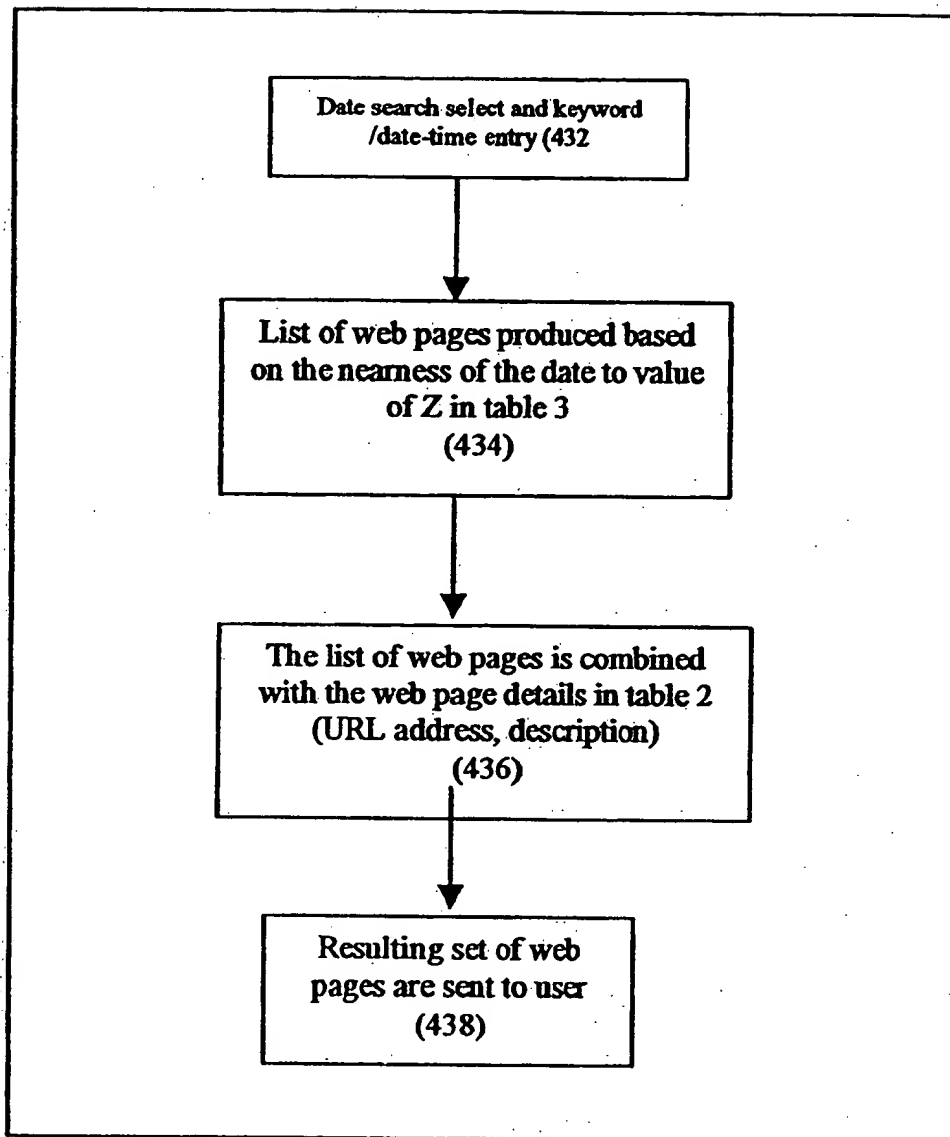 Date search select and keyword
/date-time entry (432
List of web pages produced based
on the nearness of the date to value
of Z in table 3
(434)
The list of web pages is combined
with the web page details in table 2
(URL address, description)
(436)
Resulting set of web
pages are sent to user
(438)